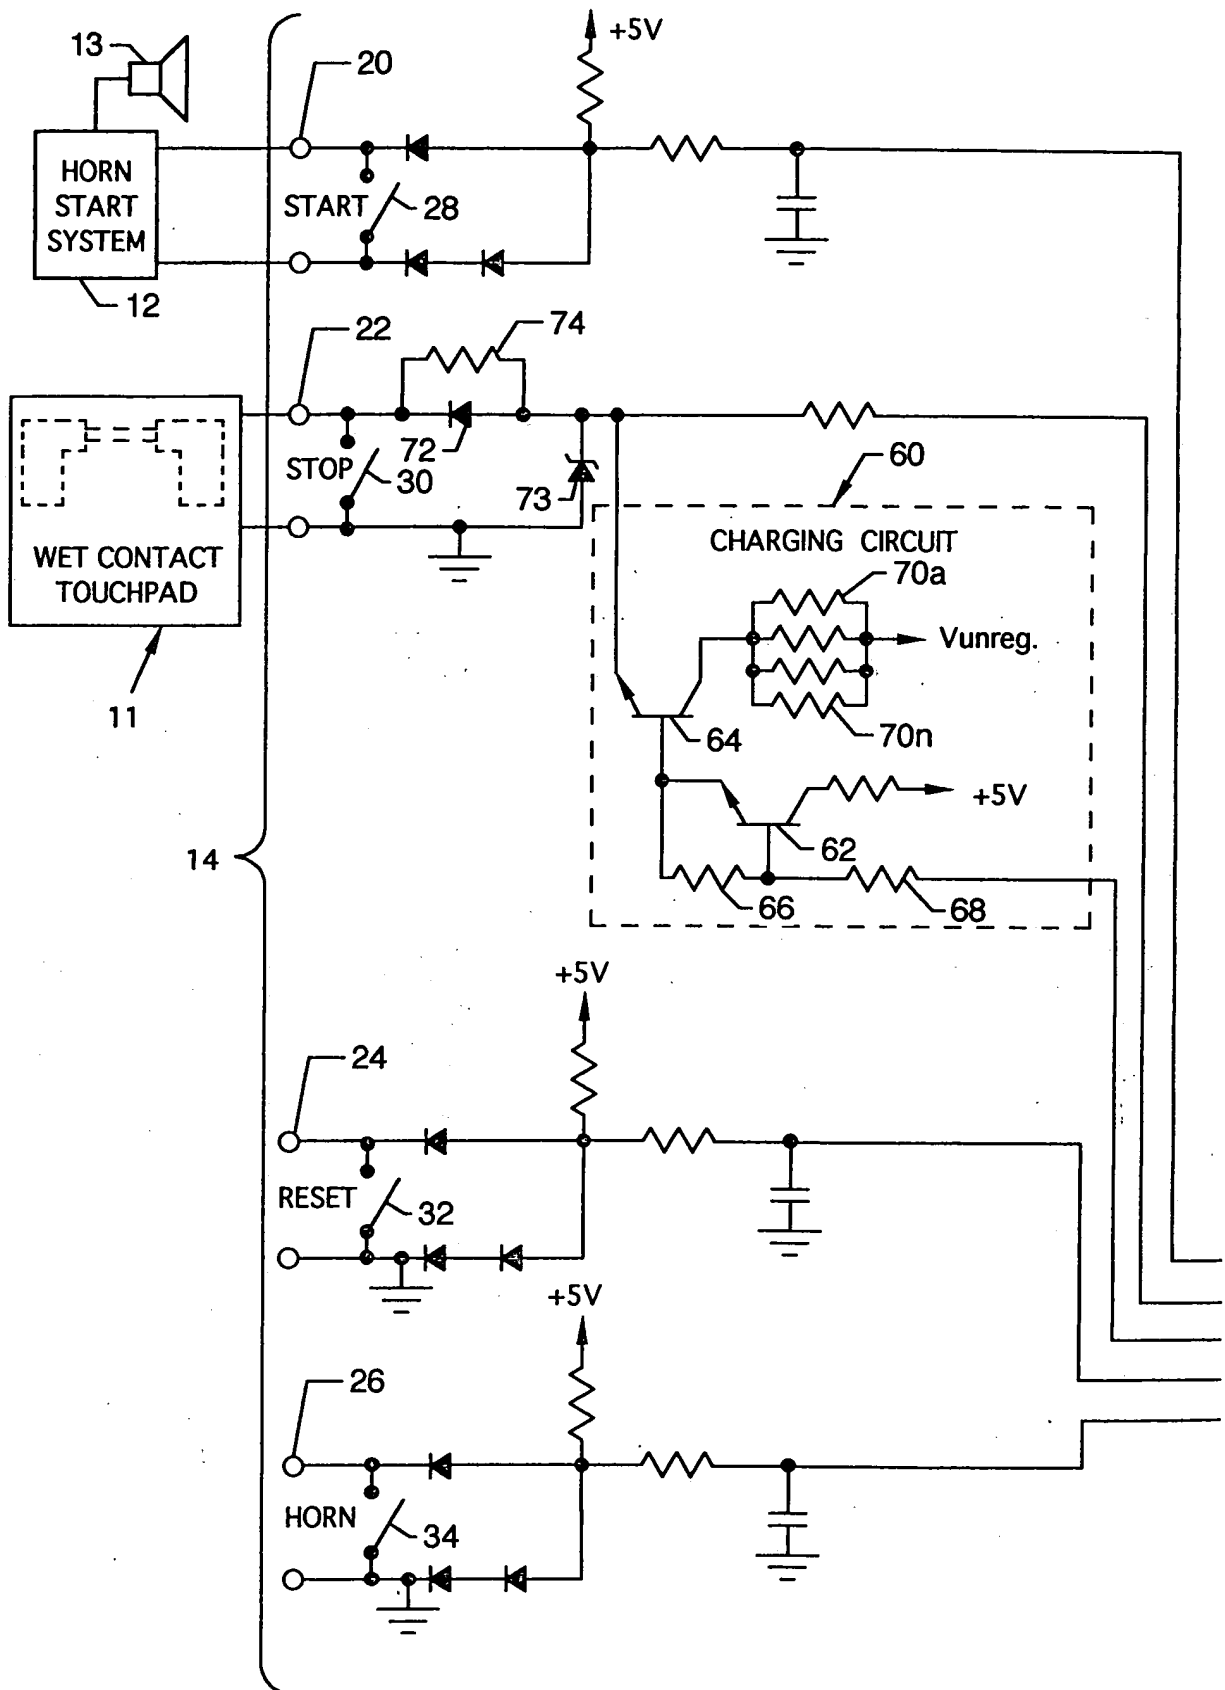 +5V
13
20
HORN
START
SYSTEM
START
28
12
22
74
STOP
72
30
73
60
WET CONTACT
TOUCHPAD
CHARGING CIRCUIT
70a
Vunreg.
11
64
70n
+5V
14
62
66
68
+5V
24
RESET
32
+5V
26
HORN
34